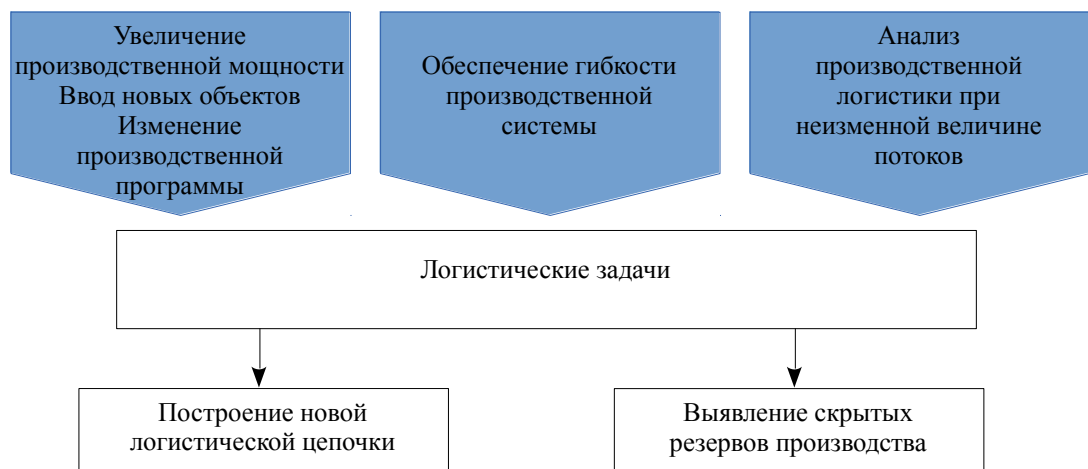 Увеличение
производственной мощности
Ввод новых объектов
Изменение
производственной
программы
Обеспечение гибкости
производственной
системы
Анализ
производственной
логистики при
неизменной величине
потоков
Логистические задачи
Построение новой
логистической цепочки
Выявление скрытых
резервов производства